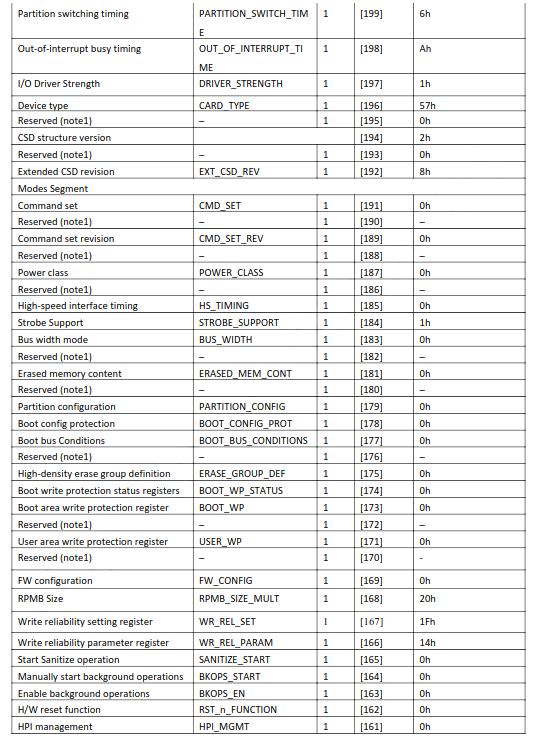 Partition switching timing PARTITION_SWITCH_TIM 1 [199] 6h
E
Out-of-interrupt busy timing OUT_OF_INTERRUPT_TI 1 [198] Ah
ME
I/O Driver Strength DRIVER_STRENGTH 1 [197] 1h
Device type CARD_TYPE 1 [196] 57h
Reserved (note1) – 1 [195] 0h
CSD structure version [194] 2h
Reserved (note1) – 1 [193] 0h
Extended CSD revision EXT_CSD_REV 1 [192] 8h
Modes Segment
Command set CMD_SET 1 [191] 0h
Reserved (note1) – 1 [190] –
Command set revision CMD_SET_REV 1 [189] 0h
Reserved (note1) – 1 [188] –
Power class POWER_CLASS 1 [187] 0h
Reserved (note1) – 1 [186] –
High-speed interface timing HS_TIMING 1 [185] 0h
Strobe Support STROBE_SUPPORT 1 [184] 1h
Bus width mode BUS_WIDTH 1 [183] 0h
Reserved (note1) – 1 [182] –
Erased memory content ERASED_MEM_CONT 1 [181] 0h
Reserved (note1) – 1 [180] –
Partition configuration PARTITION_CONFIG 1 [179] 0h
Boot config protection BOOT_CONFIG_PROT 1 [178] 0h
Boot bus Conditions BOOT_BUS_CONDITIONS 1 [177] 0h
Reserved (note1) – 1 [176] –
High-density erase group definition ERASE_GROUP_DEF 1 [175] 0h
Boot write protection status registers BOOT_WP_STATUS 1 [174] 0h
Boot area write protection register BOOT_WP 1 [173] 0h
Reserved (note1) – 1 [172] –
User area write protection register USER_WP 1 [171] 0h
Reserved (note1) – 1 [170] -
FW configuration FW_CONFIG 1 [169] 0h
RPMB Size RPMB_SIZE_MULT 1 [168] 20h
Write reliability setting register WR_REL_SET 1 [167] 1Fh
Write reliability parameter register WR_REL_PARAM 1 [166] 14h
Start Sanitize operation SANITIZE_START 1 [165] 0h
Manually start background operations BKOPS_START 1 [164] 0h
Enable background operations BKOPS_EN 1 [163] 0h
H/W reset function RST_n_FUNCTION 1 [162] 0h
HPI management HPI_MGMT 1 [161] 0h